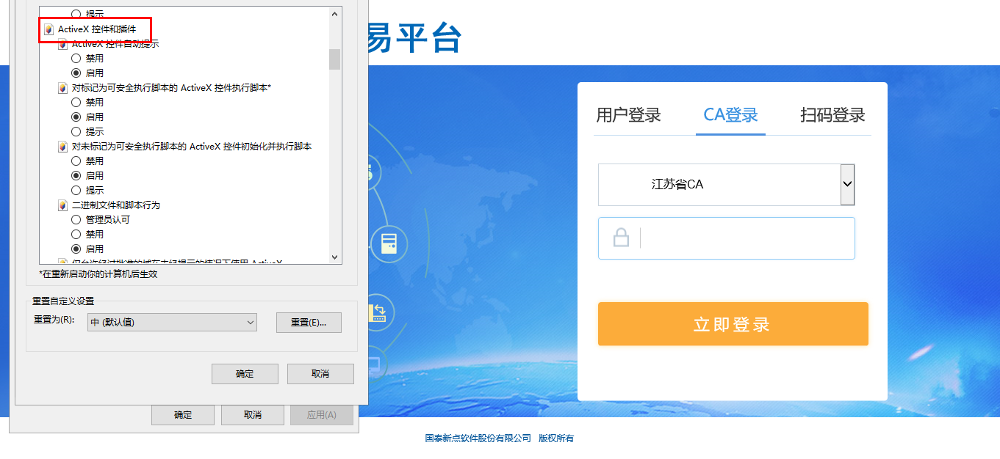 提示
ActiveX 控件和插件
ActiveX 控件自动提示
禁用
启用
对标记为可安全执行脚本的 ActiveX 控件执行脚本*
禁用
启用
提示
对未标记为可安全执行脚本的 ActiveX 控件初始化并执行脚本
禁用
启用
提示
二进制文件和脚本行为
管理员认可
禁用
启用
仅允许经过批准的域在未经提示的情况下使用 ActiveX
*在重新启动你的计算机后生效
重置自定义设置
重置为(R):
中 (默认值)
重置(E)...
确定
取消
确定
取消
应用(A)
易平台
用户登录
CA登录
扫码登录
江苏省CA
立即登录
国泰新点软件股份有限公司 版权所有